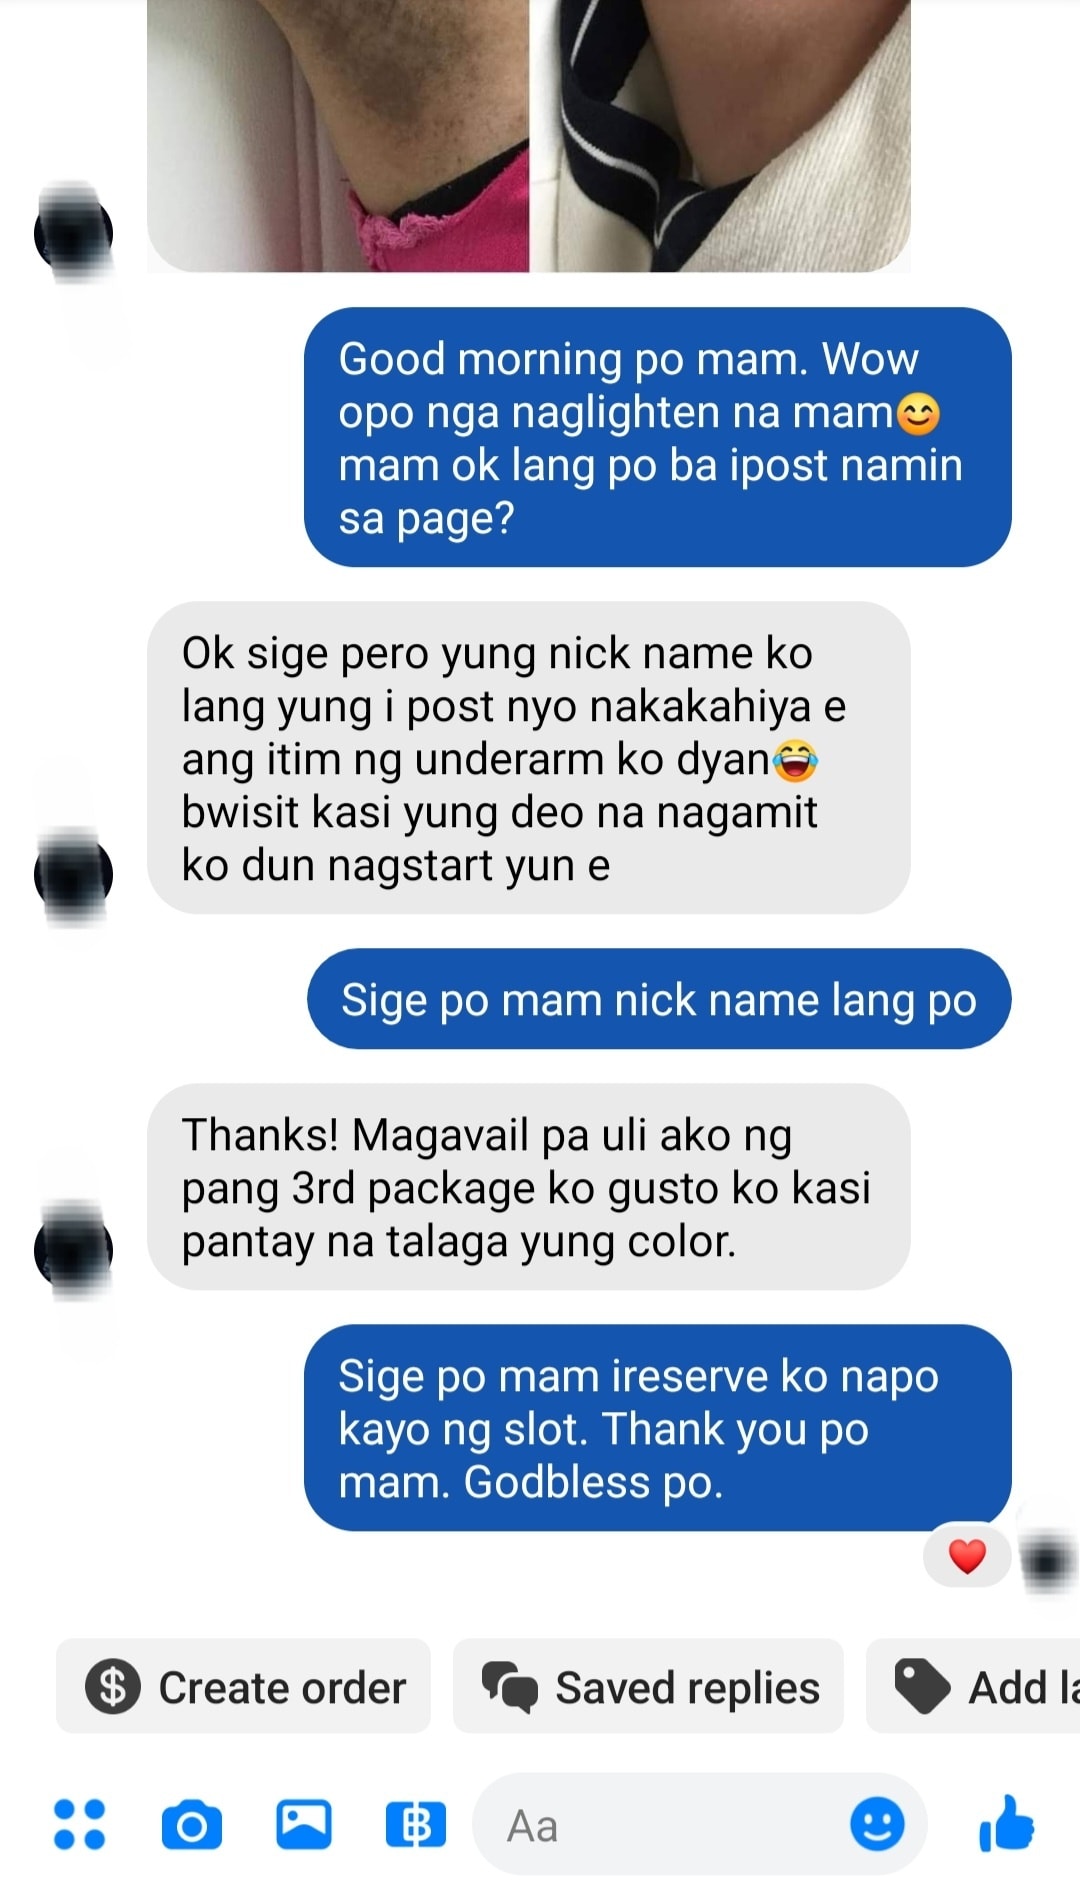 Good morning po mam. Wow
opo nga naglighten na mam😊
mam ok lang po ba ipost namin
sa page?
Ok sige pero yung nick name ko
lang yung i post nyo nakakahiya e
ang itim ng underarm ko dyan😂
bwisit kasi yung deo na nagamit
ko dun nagstart yun e
Sige po mam nick name lang po
Thanks! Magavail pa uli ako ng
pang 3rd package ko gusto ko kasi
pantay na talaga yung color.
Sige po mam ireserve ko napo
kayo ng slot. Thank you po
mam. Godbless po.
❤️
Create order
Saved replies
Add
Aa